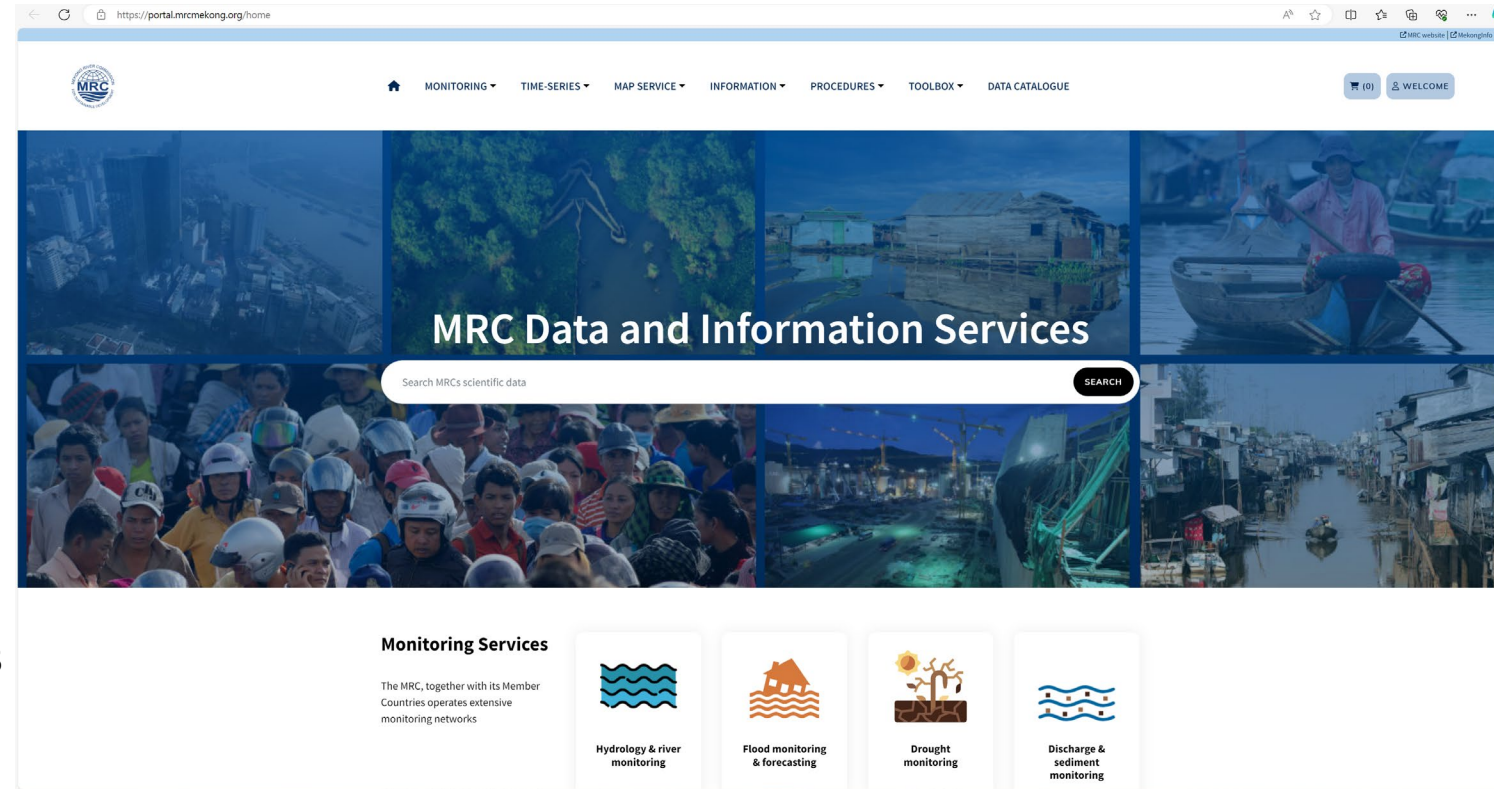 https://portal.mrcmekong.org/home
MRC website | MekongInfo
MRC
MONITORING
TIME-SERIES
MAP SERVICE
INFORMATION
PROCEDURES
TOOLBOX
DATA CATALOGUE
(0)
WELCOME
MRC Data and Information Services
Search MRCs scientific data
SEARCH
Monitoring Services
The MRC, together with its Member
Countries operates extensive
monitoring networks
Hydrology & river
monitoring
Flood monitoring
& forecasting
Drought
monitoring
Discharge &
sediment
monitoring